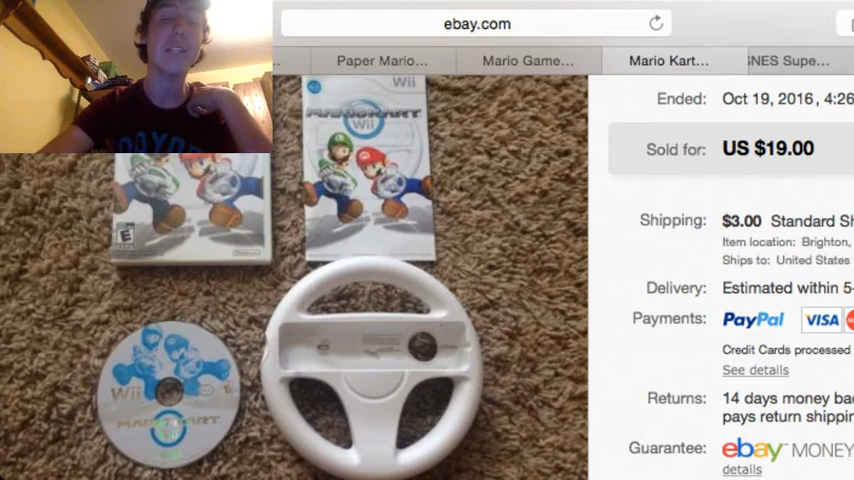 ebay.com
Paper Mario...
Mario Game...
Mario Kart...
SNES Supe...
Wii
MARIOKART
Wii
Ended: Oct 19, 2016, 4:26
Sold for: US $19.00
Shipping: $3.00 Standard Sh
Item location: Brighton,
Ships to: United States
Delivery: Estimated within 5-
Payments: PayPal VISA
Credit Cards processed
See details
Returns: 14 days money bac
pays return shippin
Guarantee: ebay MONEY
details
E
Nintendo
Wii
MARIOKART
Wii